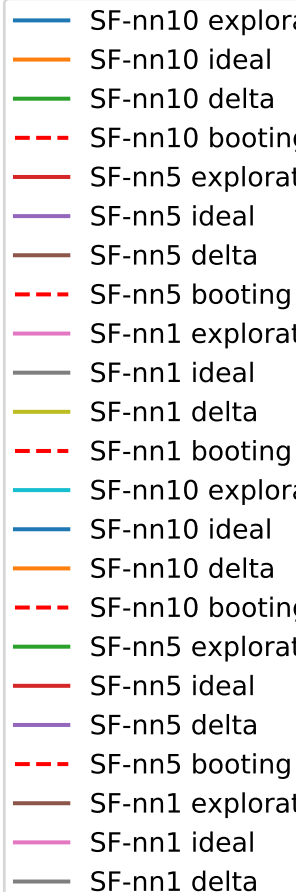 SF-nn10 explora
SF-nn10 ideal
SF-nn10 delta
SF-nn10 booting
SF-nn5 explorat
SF-nn5 ideal
SF-nn5 delta
SF-nn5 booting
SF-nn1 explorat
SF-nn1 ideal
SF-nn1 delta
SF-nn1 booting
SF-nn10 explora
SF-nn10 ideal
SF-nn10 delta
SF-nn10 booting
SF-nn5 explorat
SF-nn5 ideal
SF-nn5 delta
SF-nn5 booting
SF-nn1 explorat
SF-nn1 ideal
SF-nn1 delta